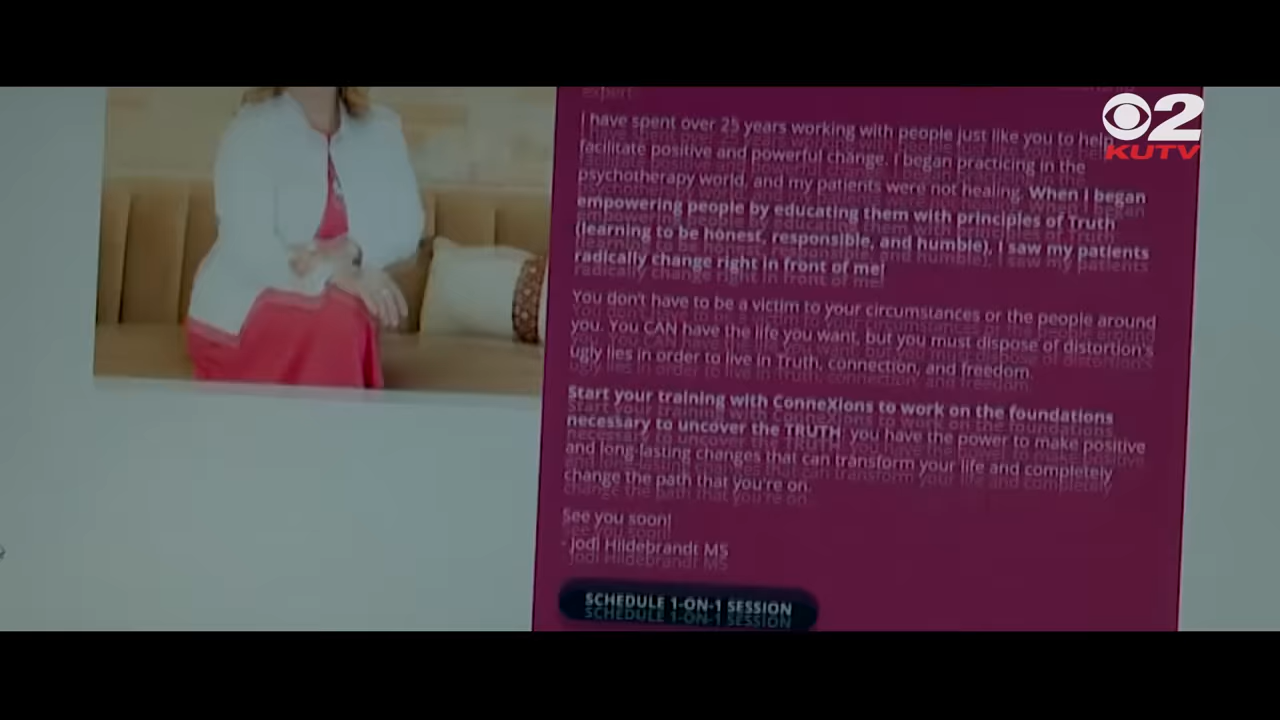 2
KUTV
expert
I have spent over 25 years working with people just like you to help
facilitate positive and powerful change. I began practicing in the
psychotherapy world, and my patients were not healing. When I began
empowering people by educating them with principles of Truth
(learning to be honest, responsible, and humble), I saw my patients
radically change right in front of me!
You don't have to be a victim to your circumstances or the people around
you. You CAN have the life you want, but you must dispose of distortion's
ugly lies in order to live in Truth, connection, and freedom.
Start your training with ConneXions to work on the foundations
necessary to uncover the TRUTH: you have the power to make positive
and long-lasting changes that can transform your life and completely
change the path that you're on.
See you soon!
- Jodi Hildebrandt MS
SCHEDULE 1-ON-1 SESSION